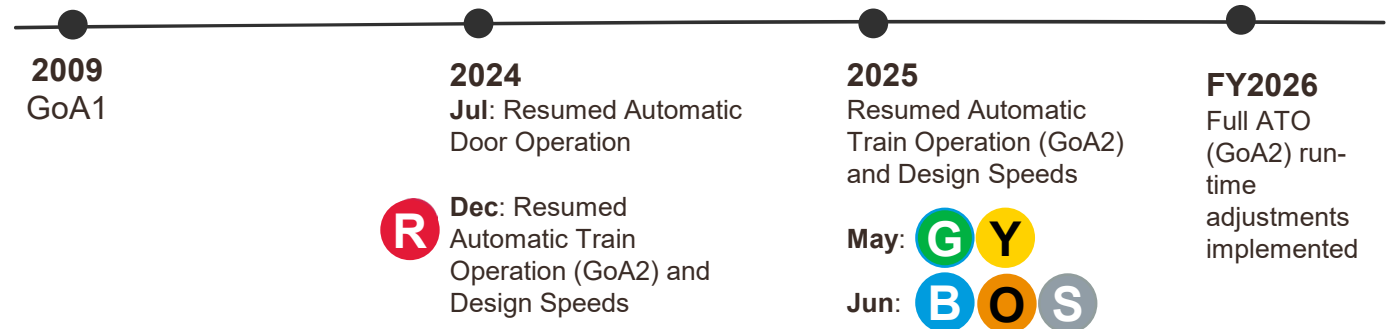 2009
GoA1
2024
Jul: Resumed Automatic
Door Operation
R
Dec: Resumed
Automatic Train
Operation (GoA2) and
Design Speeds
2025
Resumed Automatic
Train Operation (GoA2)
and Design Speeds
May: G Y
Jun: B O S
FY2026
Full ATO
(GoA2) run-
time
adjustments
implemented